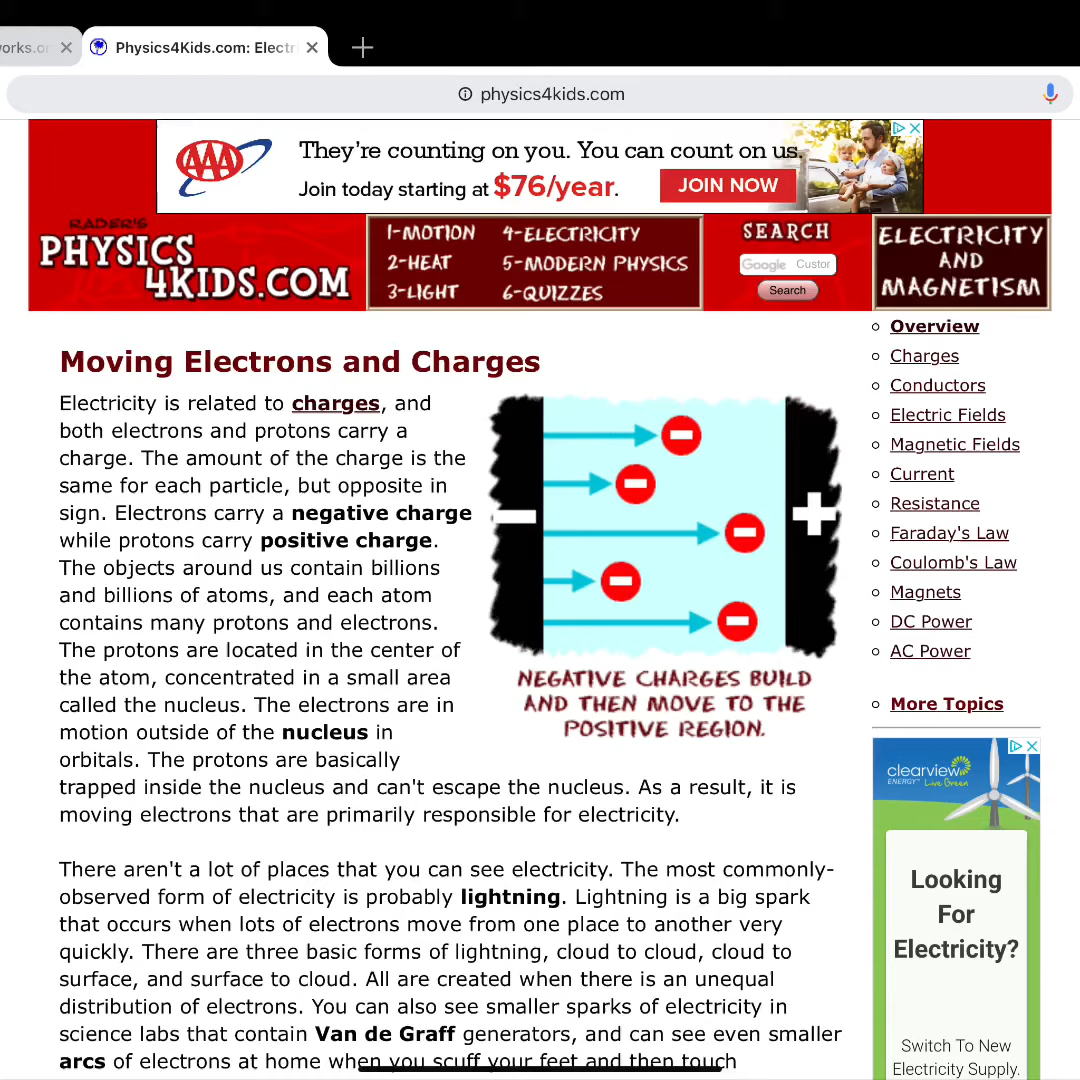 works.or
Physics4Kids.com: Electri
physics4kids.com
AAA
They're counting on you. You can count on us.
Join today starting at $76/year.
JOIN NOW
RADER'S
PHYSICS
4KIDS.COM
1-MOTION
2-HEAT
3-LIGHT
4-ELECTRICITY
5-MODERN PHYSICS
6-QUIZZES
SEARCH
Google Custor
Search
ELECTRICITY
AND
MAGNETISM
Moving Electrons and Charges
Electricity is related to charges, and
both electrons and protons carry a
charge. The amount of the charge is the
same for each particle, but opposite in
sign. Electrons carry a negative charge
while protons carry positive charge.
The objects around us contain billions
and billions of atoms, and each atom
contains many protons and electrons.
The protons are located in the center of
the atom, concentrated in a small area
called the nucleus. The electrons are in
motion outside of the nucleus in
orbitals. The protons are basically
trapped inside the nucleus and can't escape the nucleus. As a result, it is
moving electrons that are primarily responsible for electricity.
NEGATIVE CHARGES BUILD
AND THEN MOVE TO THE
POSITIVE REGION.
There aren't a lot of places that you can see electricity. The most commonly-
observed form of electricity is probably lightning. Lightning is a big spark
that occurs when lots of electrons move from one place to another very
quickly. There are three basic forms of lightning, cloud to cloud, cloud to
surface, and surface to cloud. All are created when there is an unequal
distribution of electrons. You can also see smaller sparks of electricity in
science labs that contain Van de Graff generators, and can see even smaller
arcs of electrons at home when you scuff your feet and then touch
Overview
Charges
Conductors
Electric Fields
Magnetic Fields
Current
Resistance
Faraday's Law
Coulomb's Law
Magnets
DC Power
AC Power
More Topics
clearview
ENERGY Live Green
Looking
For
Electricity?
Switch To New
Electricity Supply.